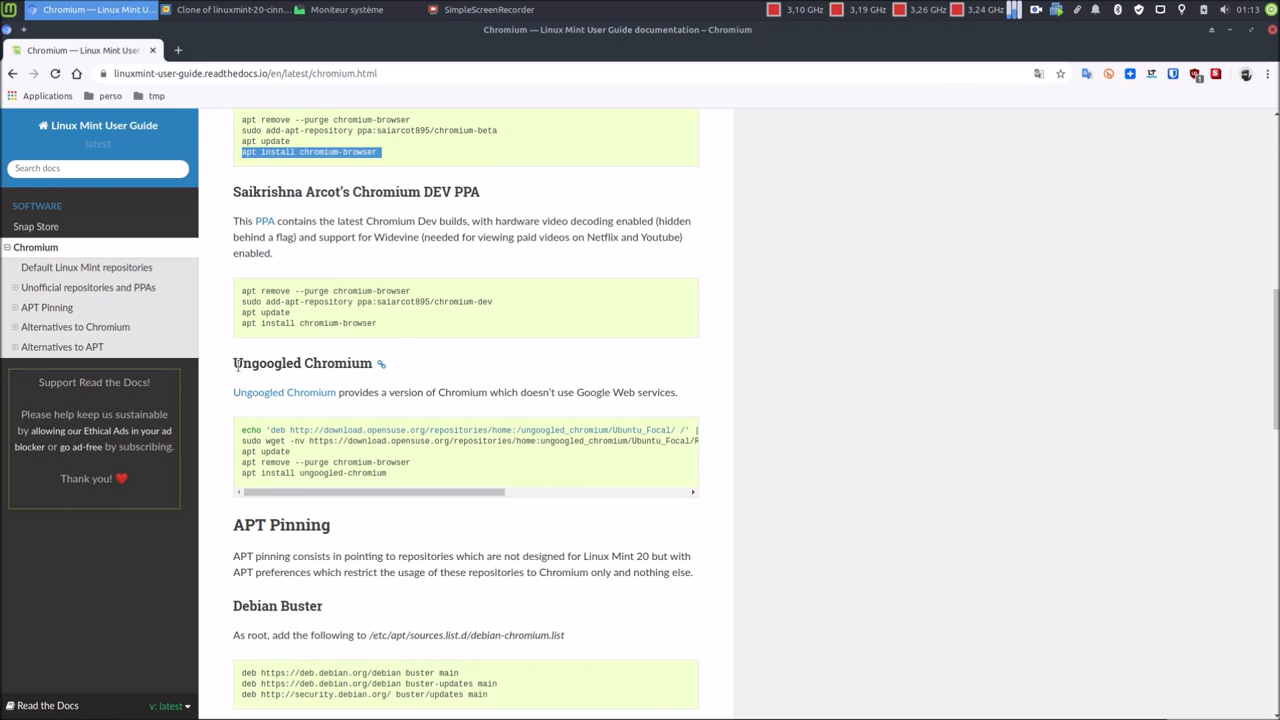 Chromium — Linux Mint U...
Clone of linuxmint-20-cinn...
Moniteur système
SimpleScreenRecorder
3,10 GHz
3,19 GHz
3,26 GHz
3,24 GHz
01:13
Chromium — Linux Mint User Guide documentation – Chromium
Chromium — Linux Mint User
linuxmint-user-guide.readthedocs.io/en/latest/chromium.html
Applications
perso
tmp
Linux Mint User Guide
latest
Search docs
SOFTWARE
Snap Store
Chromium
Default Linux Mint repositories
Unofficial repositories and PPAs
APT Pinning
Alternatives to Chromium
Alternatives to APT
Support Read the Docs!
Please help keep us sustainable
by allowing our Ethical Ads in your ad
blocker or go ad-free by subscribing.
Thank you! ❤️
Read the Docs
v: latest
apt remove --purge chromium-browser
sudo add-apt-repository ppa:saiarcot895/chromium-beta
apt update
apt install chromium-browser
Saikrishna Arcot’s Chromium DEV PPA
This PPA contains the latest Chromium Dev builds, with hardware video decoding enabled (hidden
behind a flag) and support for Widevine (needed for viewing paid videos on Netflix and Youtube)
enabled.
apt remove --purge chromium-browser
sudo add-apt-repository ppa:saiarcot895/chromium-dev
apt update
apt install chromium-browser
Ungoogled Chromium
Ungoogled Chromium provides a version of Chromium which doesn’t use Google Web services.
echo 'deb http://download.opensuse.org/repositories/home:/ungoogled_chromium/Ubuntu_Focal/ /' |
sudo wget -nv https://download.opensuse.org/repositories/home:ungoogled_chromium/Ubuntu_Focal/R
apt update
apt remove --purge chromium-browser
apt install ungoogled-chromium
APT Pinning
APT pinning consists in pointing to repositories which are not designed for Linux Mint 20 but with
APT preferences which restrict the usage of these repositories to Chromium only and nothing else.
Debian Buster
As root, add the following to /etc/apt/sources.list.d/debian-chromium.list
deb https://deb.debian.org/debian buster main
deb https://deb.debian.org/debian buster-updates main
deb http://security.debian.org/ buster/updates main